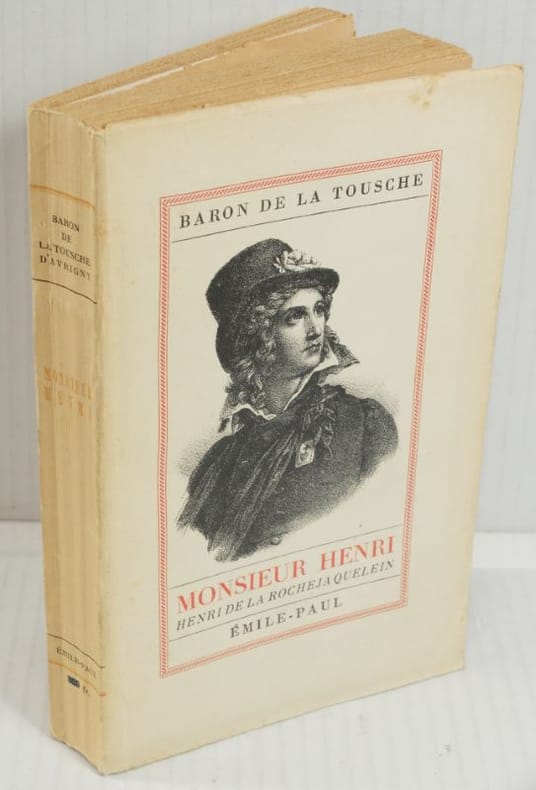 BARON DE LA TOUSCHE
MONSIEUR HENRI
HENRI DE LA ROCHEJAQUELEIN
ÉMILE-PAUL
BARON
DE
LA TOUSCHE
D'AVRIGNY
MONSIEUR
HENRI
ÉMILE-PAUL
fr.